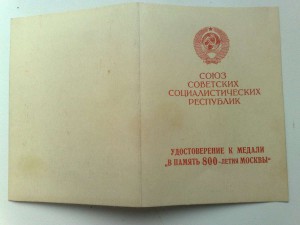 СОЮЗ
СОВЕТСКИХ
СОЦИАЛИСТИЧЕСКИХ
РЕСПУБЛИК
УДОСТОВЕРЕНИЕ К МЕДАЛИ
„В ПАМЯТЬ 800-ЛЕТИЯ МОСКВЫ“